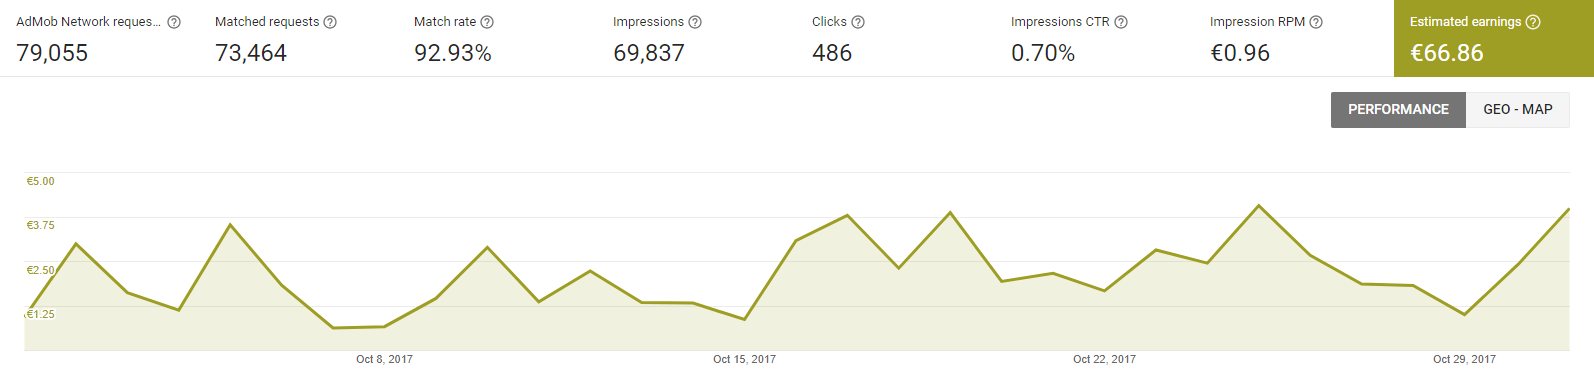 AdMob Network reques... ?
79,055
Matched requests ?
73,464
Match rate ?
92.93%
Impressions ?
69,837
Clicks ?
486
Impressions CTR ?
0.70%
Impression RPM ?
€0.96
Estimated earnings ?
€66.86
PERFORMANCE
GEO - MAP
€5.00
€3.75
€2.50
€1.25
Oct 8, 2017
Oct 15, 2017
Oct 22, 2017
Oct 29, 2017